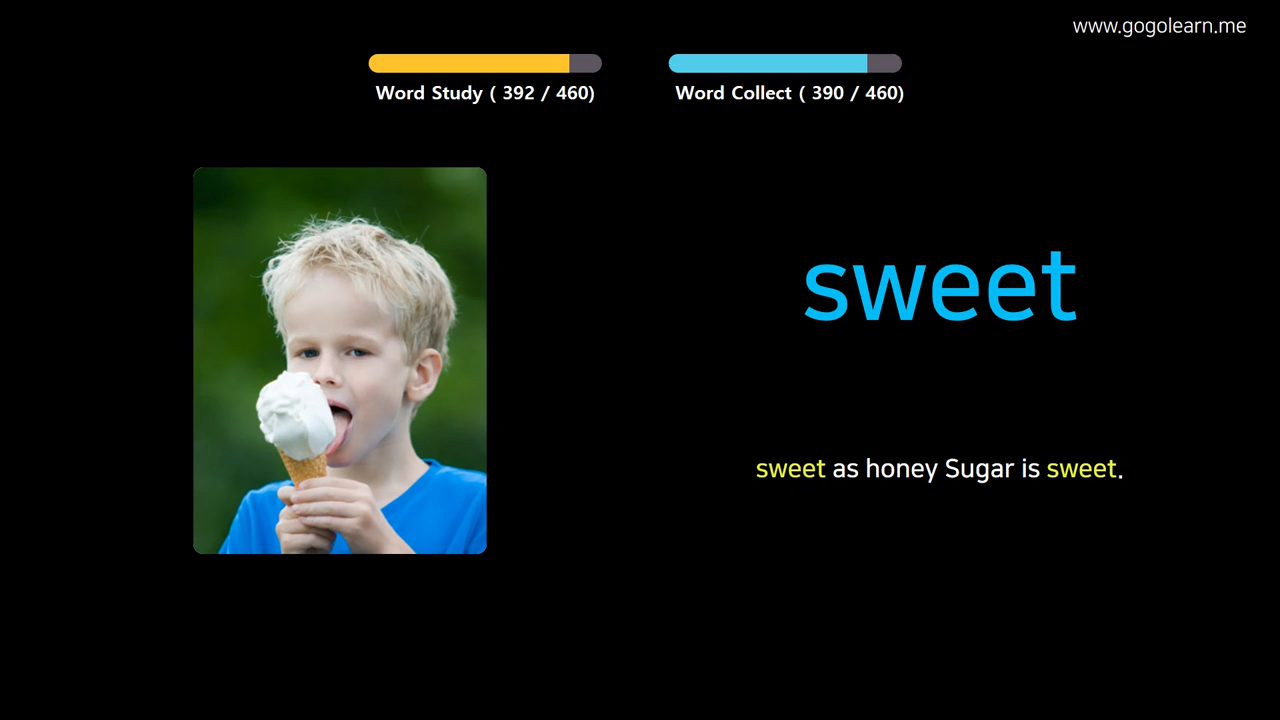 www.gogolearn.me
Word Study ( 392 / 460)
Word Collect ( 390 / 460)
sweet
sweet as honey Sugar is sweet.